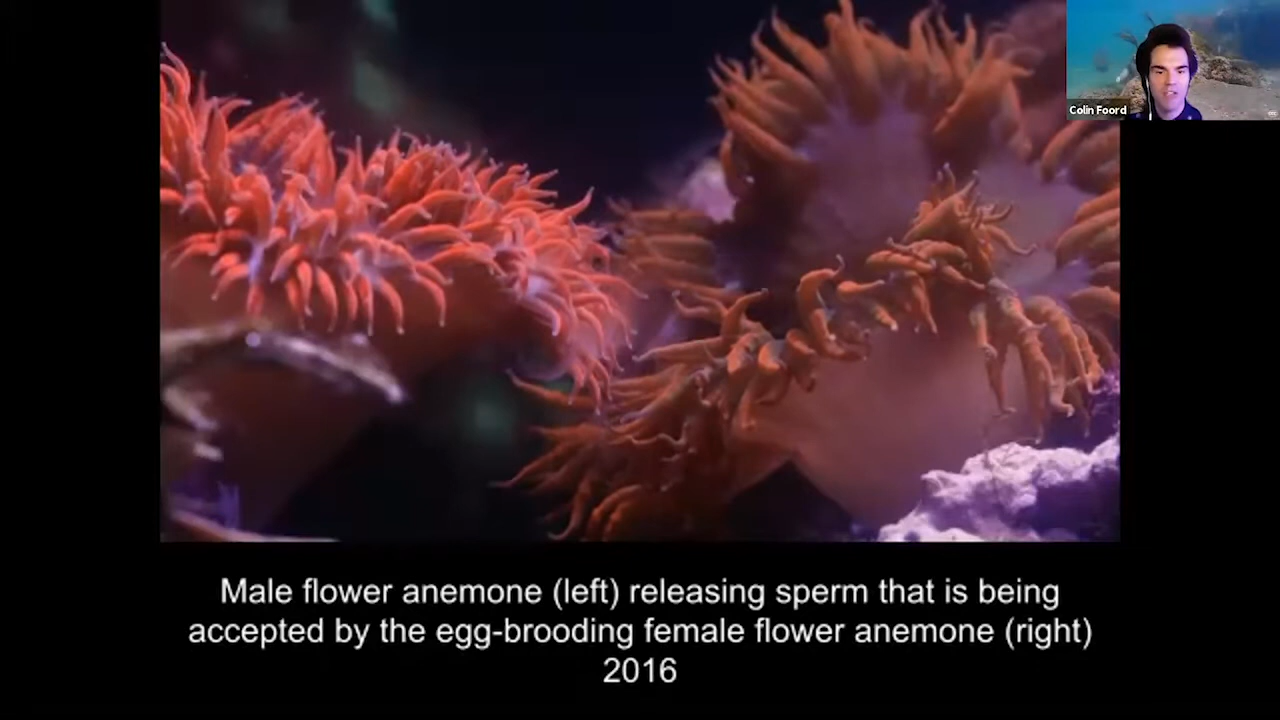 Colin Foord
Male flower anemone (left) releasing sperm that is being
accepted by the egg-brooding female flower anemone (right)
2016